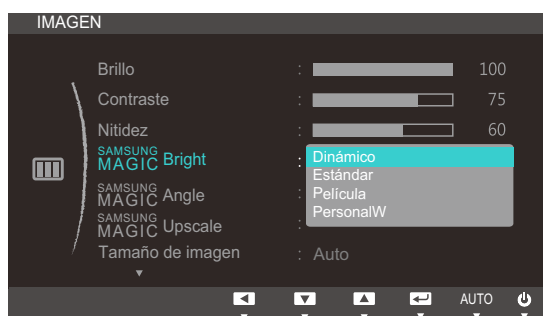 IMAGEN
Brillo : 100
Contraste : 75
Nitidez : 60
SAMSUNG MAGIC Bright : Dinámico
Estándar
Película
PersonalW
SAMSUNG MAGIC Angle :
SAMSUNG MAGIC Upscale :
Tamaño de imagen : Auto
AUTO